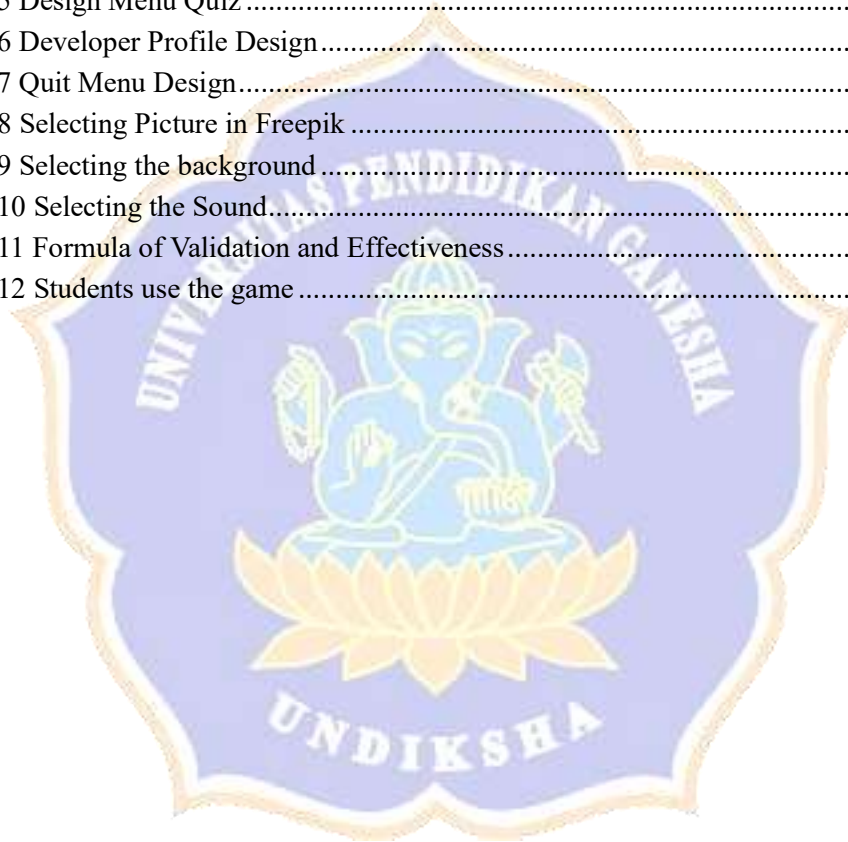 5 Design Menu Quiz
6 Developer Profile Design
7 Quit Menu Design
8 Selecting Picture in Freepik
9 Selecting the background
10 Selecting the Sound
11 Formula of Validation and Effectiveness
12 Students use the game
UNIVERSITAS PENDIDIKAN GANESHA
UNDIKSHA